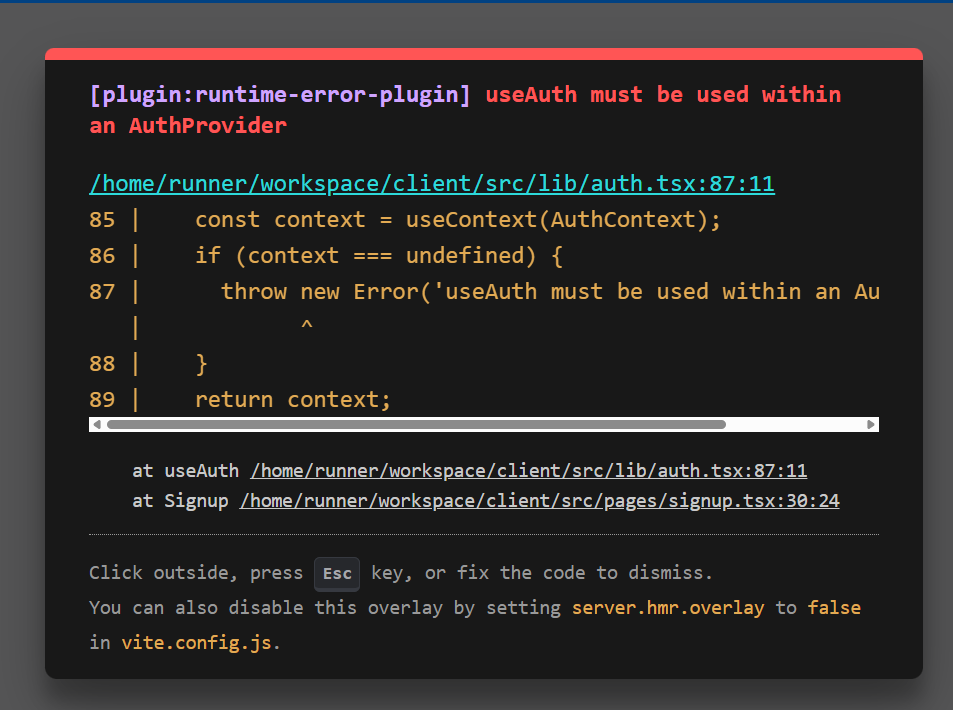 [plugin:runtime-error-plugin] useAuth must be used within
an AuthProvider
/home/runner/workspace/client/src/lib/auth.tsx:87:11
85 |    const context = useContext(AuthContext);
86 |    if (context === undefined) {
87 |      throw new Error('useAuth must be used within an Au
   |            ^
88 |    }
89 |    return context;
at useAuth /home/runner/workspace/client/src/lib/auth.tsx:87:11
at Signup /home/runner/workspace/client/src/pages/signup.tsx:30:24
Click outside, press Esc key, or fix the code to dismiss.
You can also disable this overlay by setting server.hmr.overlay to false
in vite.config.js.